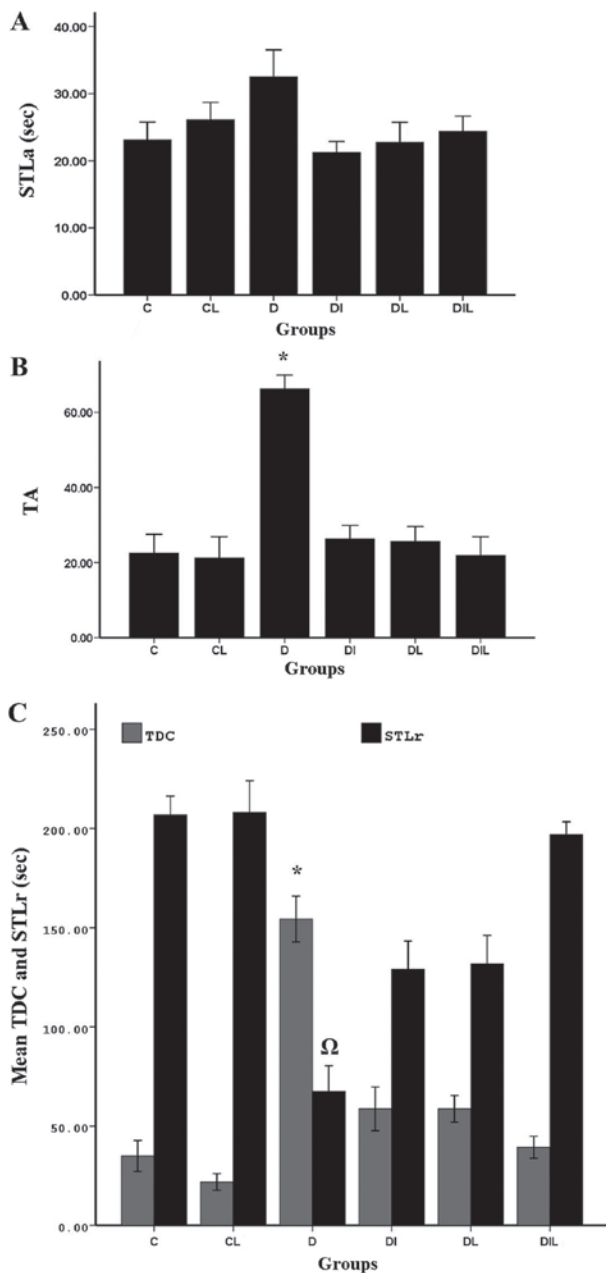 A
STLa (sec)
40.00
30.00
20.00
10.00
0.00
C CL D DI DL DIL
Groups
B
*
TA
60.00
40.00
20.00
0.00
C CL D DI DL DIL
Groups
C
TDC STLr
Mean TDC and STLr (sec)
250.00
200.00
150.00
100.00
50.00
0.00
*
Ω
C CL D DI DL DIL
Groups